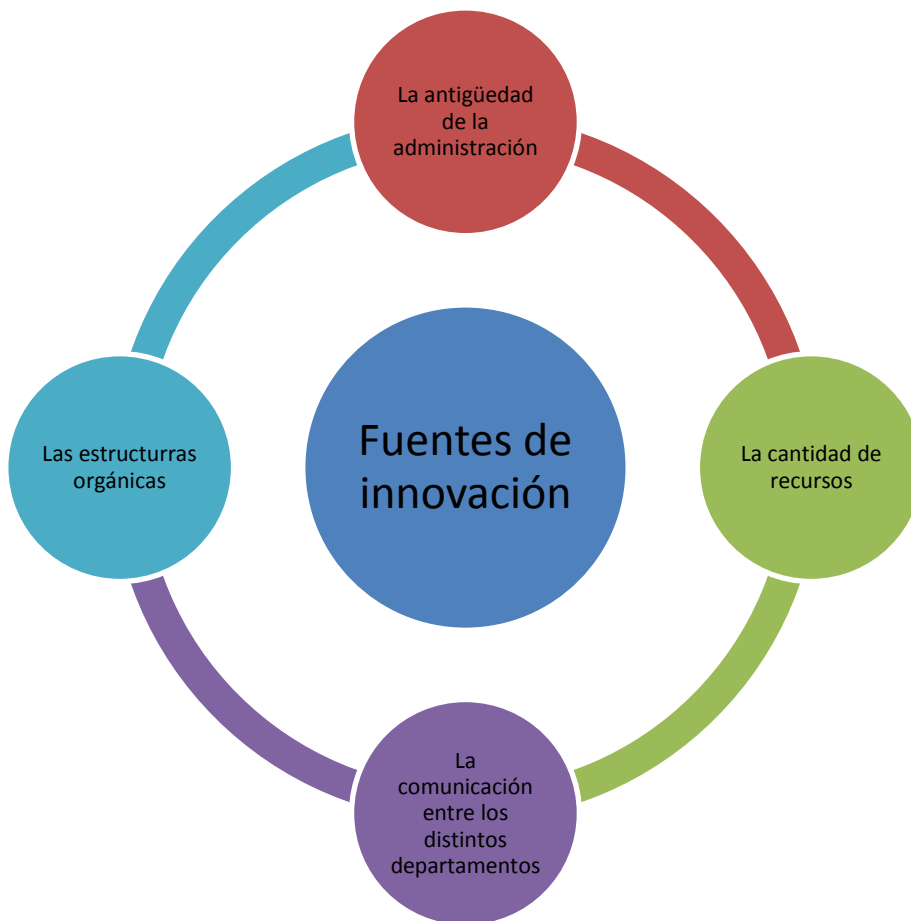 La antigüedad
de la
administración
Las estructurras
orgánicas
Fuentes de
innovación
La cantidad de
recursos
La
comunicación
entre los
distintos
departamentos